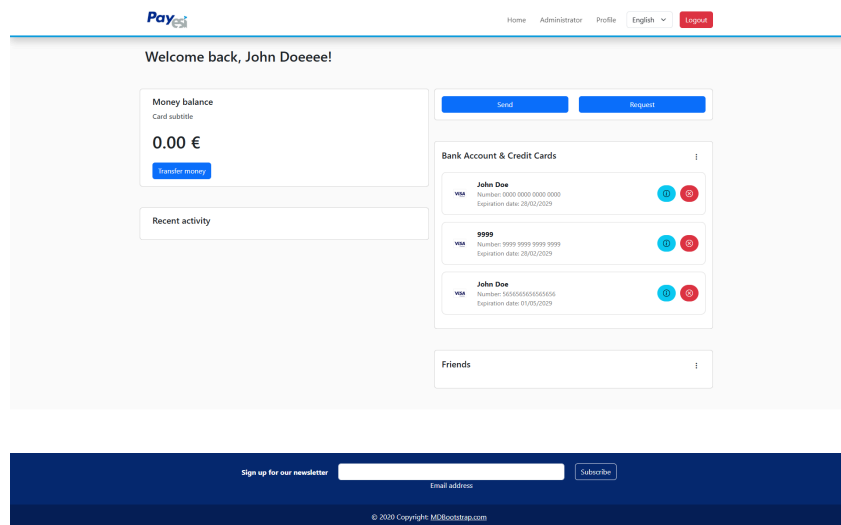 Payesi
Home Administrator Profile English Logout
Welcome back, John Doeeee!
Money balance
Card subtitle
0.00 €
Transfer money
Recent activity
Send Request
Bank Account & Credit Cards
VISA
John Doe
Number: 0000 0000 0000 0000
Expiration date: 28/02/2029
VISA
9999
Number: 9999 9999 9999 9999
Expiration date: 28/02/2029
VISA
John Doe
Number: 5656565656565656
Expiration date: 01/05/2029
Friends
Sign up for our newsletter
Email address
Subscribe
© 2020 Copyright: MDBootstrap.com